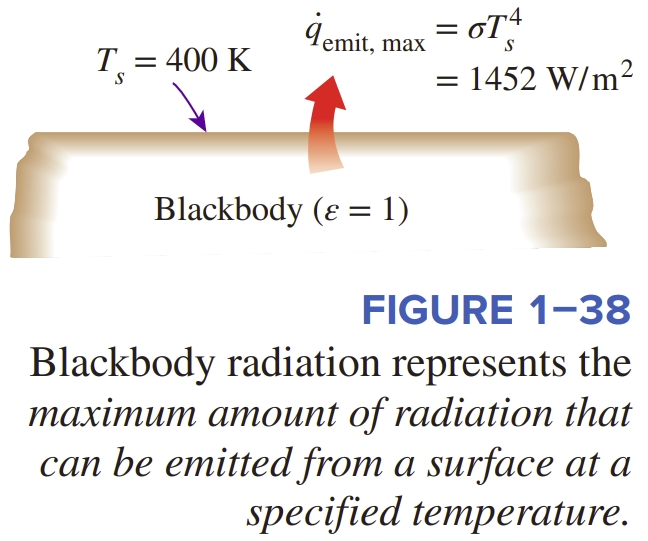 T_s = 400 K
q̇_emit, max = σT_s^4
= 1452 W/m²
Blackbody (ε = 1)
FIGURE 1–38
Blackbody radiation represents the
maximum amount of radiation that
can be emitted from a surface at a
specified temperature.